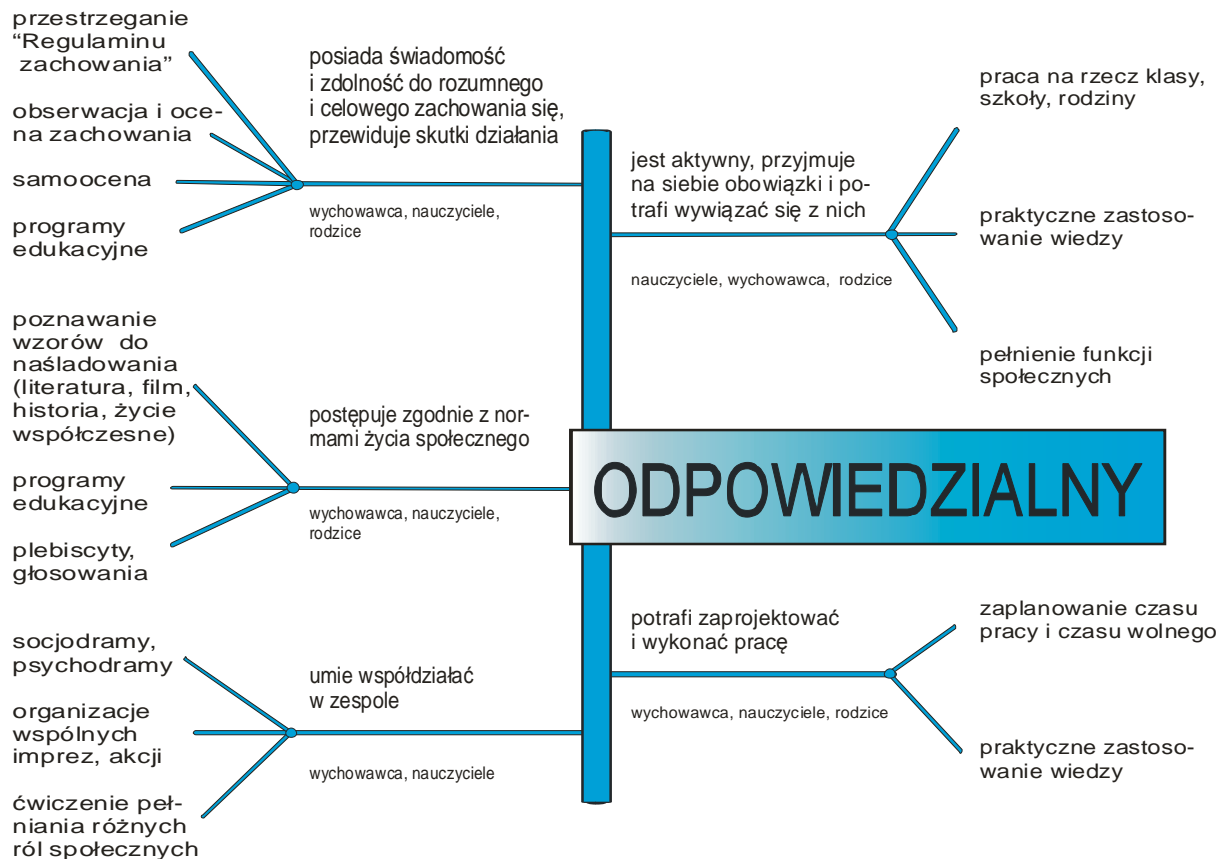 przestrzeganie
“Regulaminu
zachowania”
obserwacja i oce-
na zachowania
samoocena
programy
edukacyjne
posiada świadomość
i zdolność do rozumnego
i celowego zachowania się,
przewiduje skutki działania
wychowawca, nauczyciele,
rodzice
poznawanie
wzorów do
naśladowania
(literatura, film,
historia, życie
współczesne)
programy
edukacyjne
plebiscyty,
głosowania
postępuje zgodnie z nor-
mami życia społecznego
wychowawca, nauczyciele,
rodzice
socjodramy,
psychodramy
organizacje
wspólnych
imprez, akcji
ćwiczenie peł-
niania różnych
ról społecznych
umie współdziałać
w zespole
wychowawca, nauczyciele
jest aktywny, przyjmuje
na siebie obowiązki i po-
trafi wywiązać się z nich
nauczyciele, wychowawca, rodzice
praca na rzecz klasy,
szkoły, rodziny
praktyczne zastoso-
wanie wiedzy
pełnienie funkcji
społecznych
ODPOWIEDZIALNY
potrafi zaprojektować
i wykonać pracę
wychowawca, nauczyciele, rodzice
zaplanowanie czasu
pracy i czasu wolnego
praktyczne zastoso-
wanie wiedzy